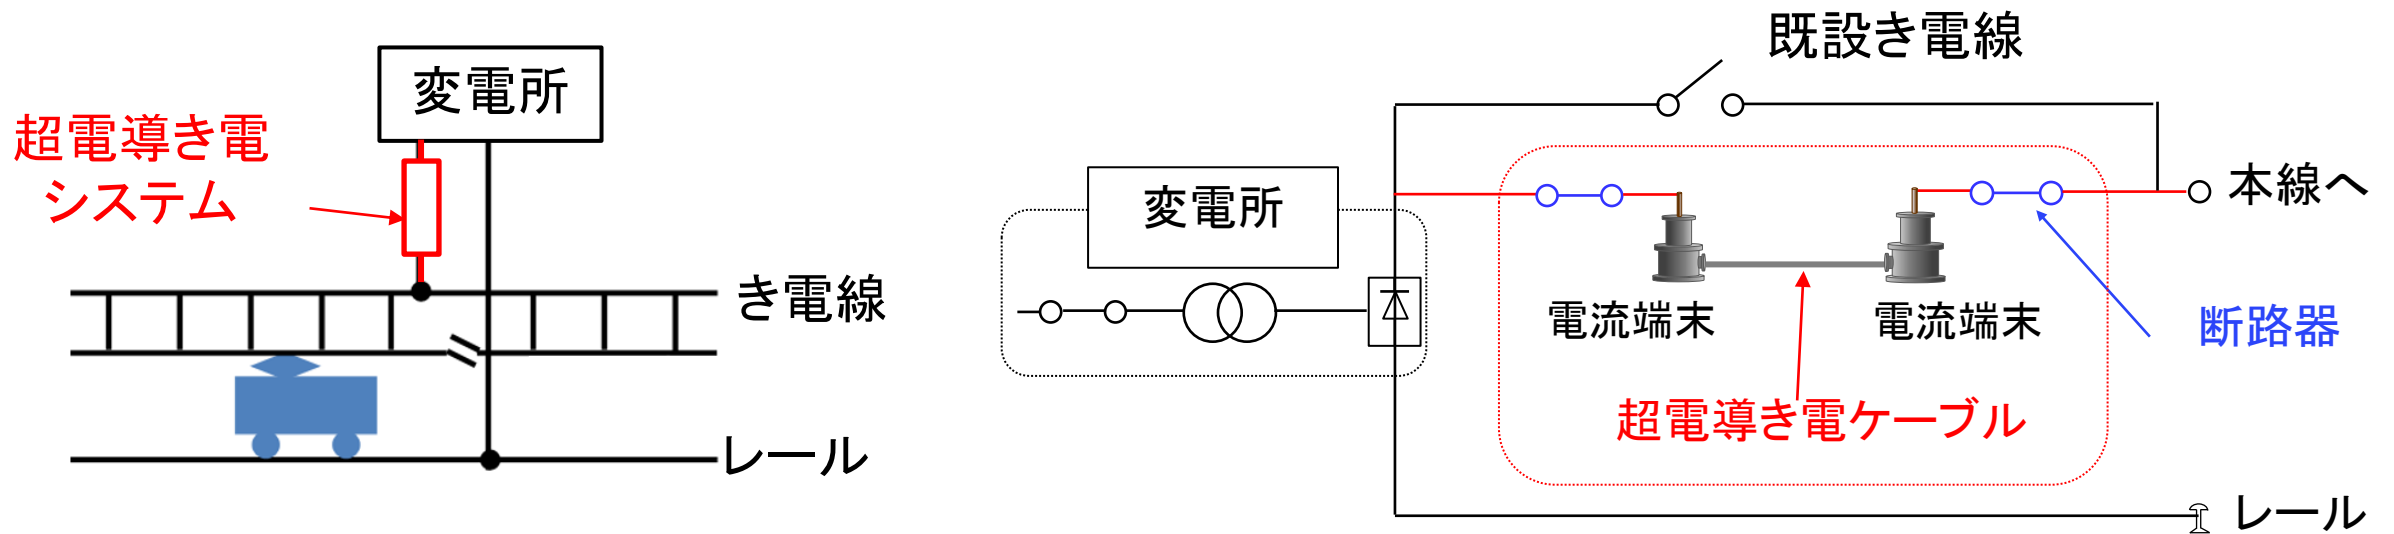 変電所
超電導き電
システム
き電線
レール
既設き電線
変電所
本線へ
電流端末
電流端末
断路器
超電導き電ケーブル
レール